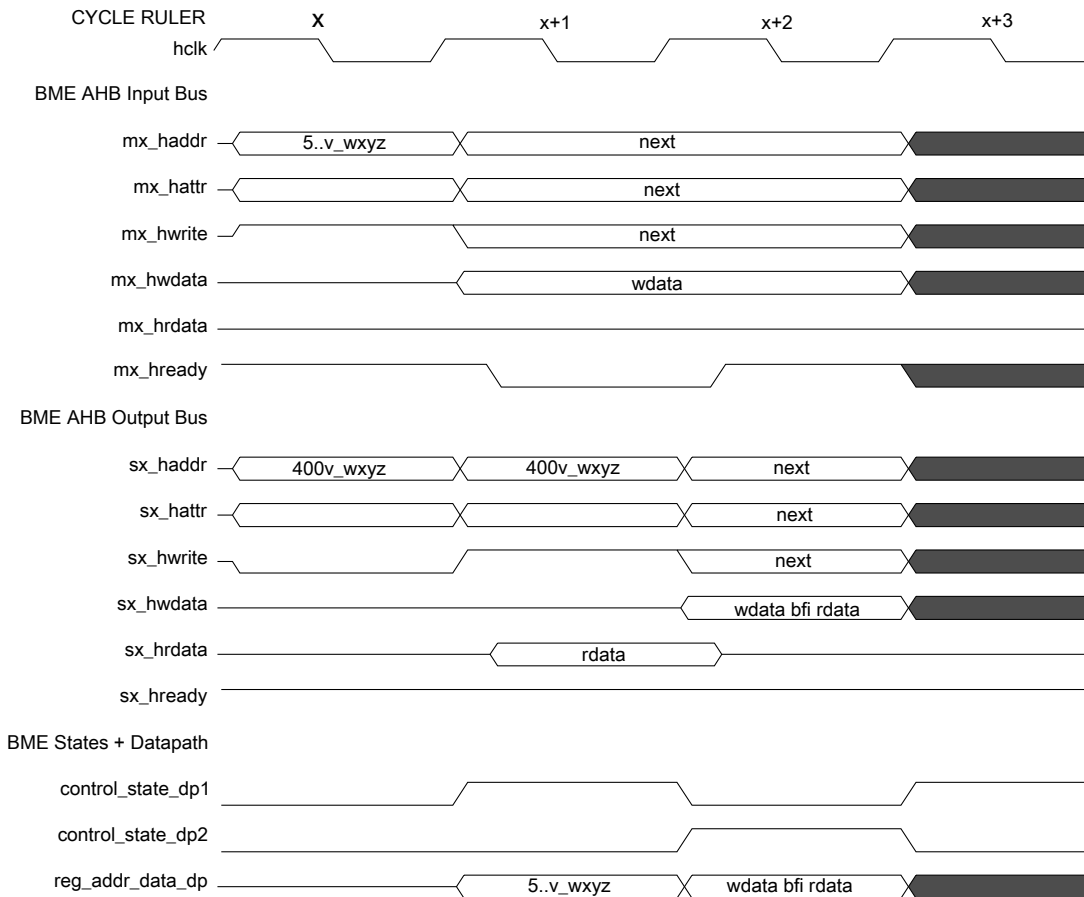 CYCLE RULER x x+1 x+2 x+3
hclk
BME AHB Input Bus
mx_haddr 5..v_wxyz next
mx_hattr next
mx_hwrite next
mx_hwdata wdata
mx_hrdata
mx_hready
BME AHB Output Bus
sx_haddr 400v_wxyz 400v_wxyz next
sx_hattr next
sx_hwrite next
sx_hwdata wdata bfi rdata
sx_hrdata rdata
sx_hready
BME States + Datapath
control_state_dp1
control_state_dp2
reg_addr_data_dp 5..v_wxyz wdata bfi rdata